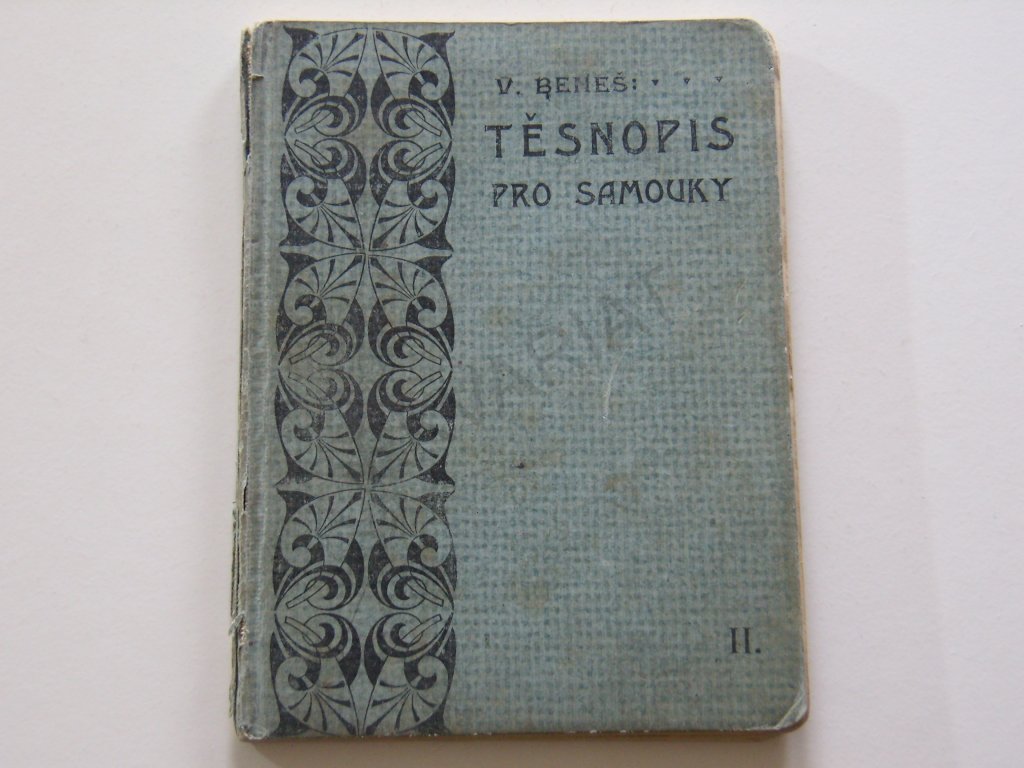 V. BENEŠ:
TĚSNOPIS
PRO SAMOUKY
II.